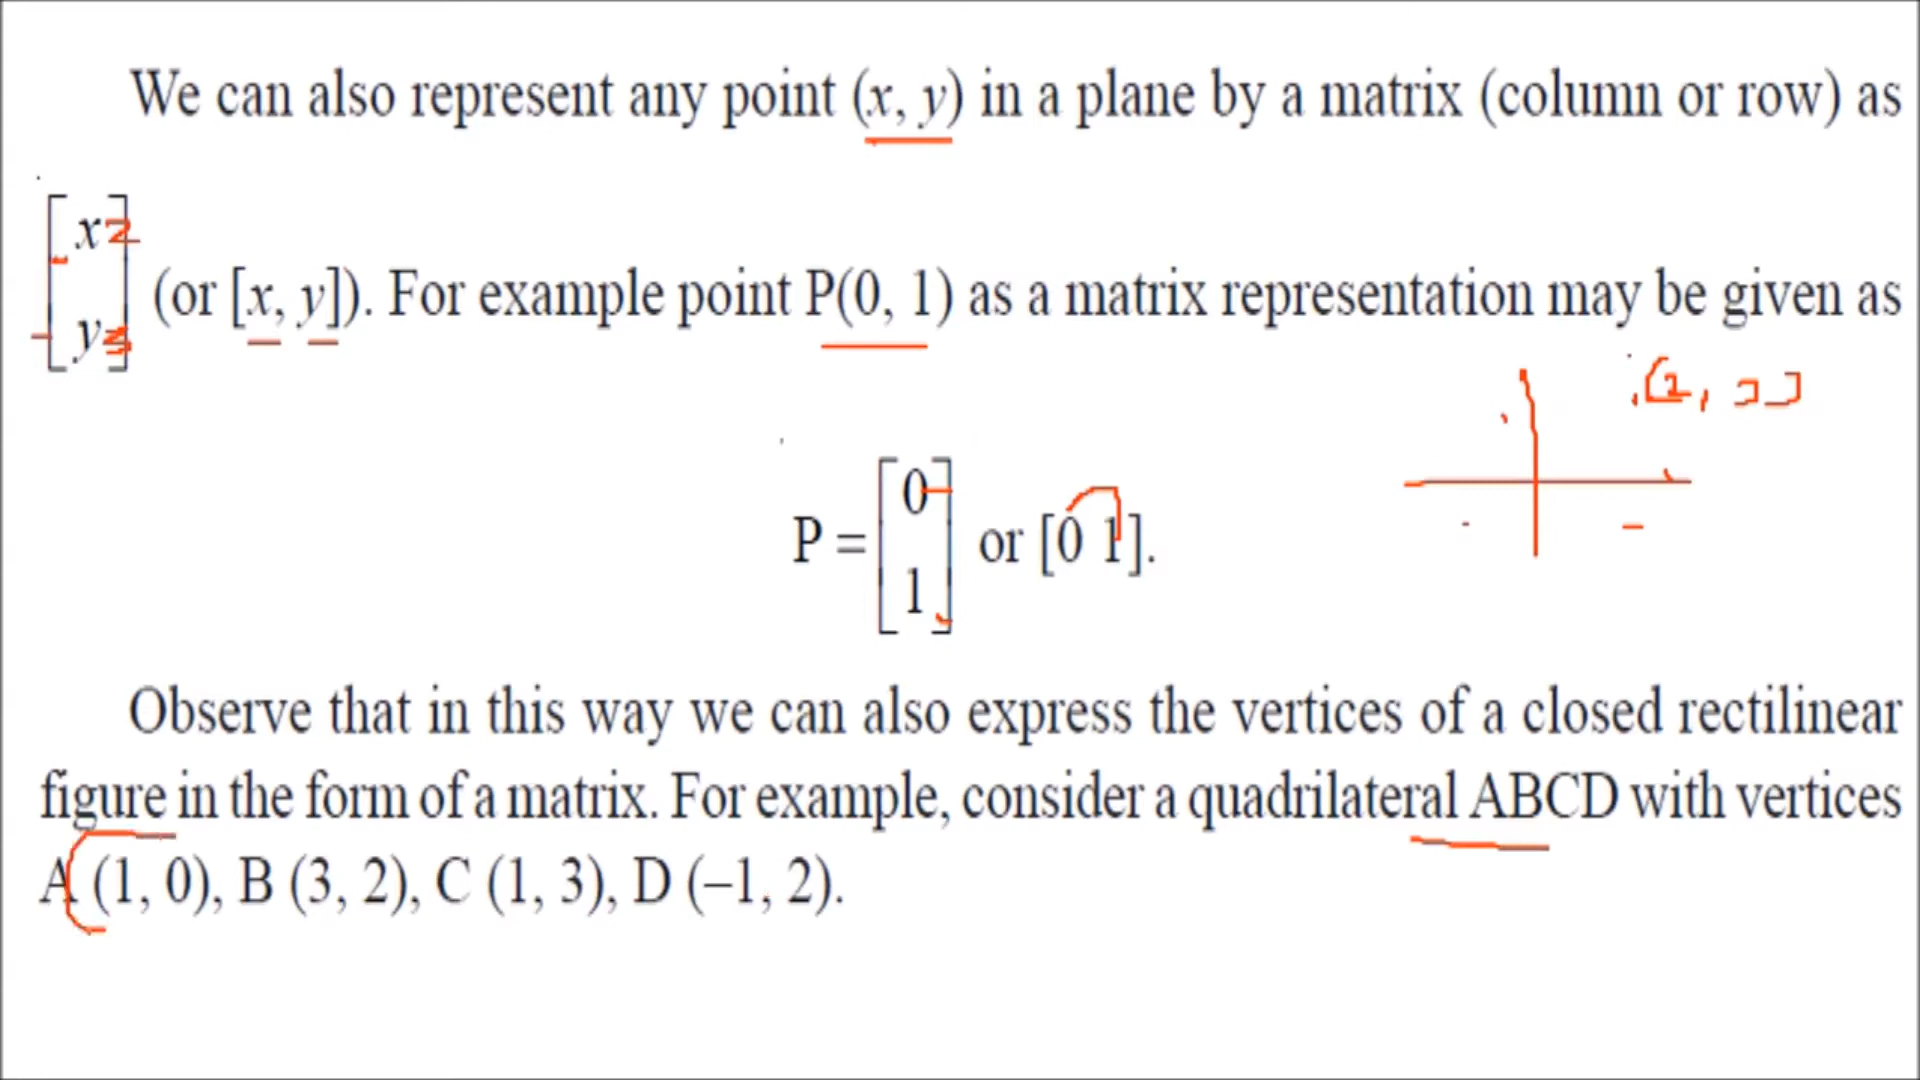 We can also represent any point (x, y) in a plane by a matrix (column or row) as
[x
y] (or [x, y]). For example point P(0, 1) as a matrix representation may be given as
P = [0
1] or [0 1].
Observe that in this way we can also express the vertices of a closed rectilinear
figure in the form of a matrix. For example, consider a quadrilateral ABCD with vertices
A (1, 0), B (3, 2), C (1, 3), D (–1, 2).